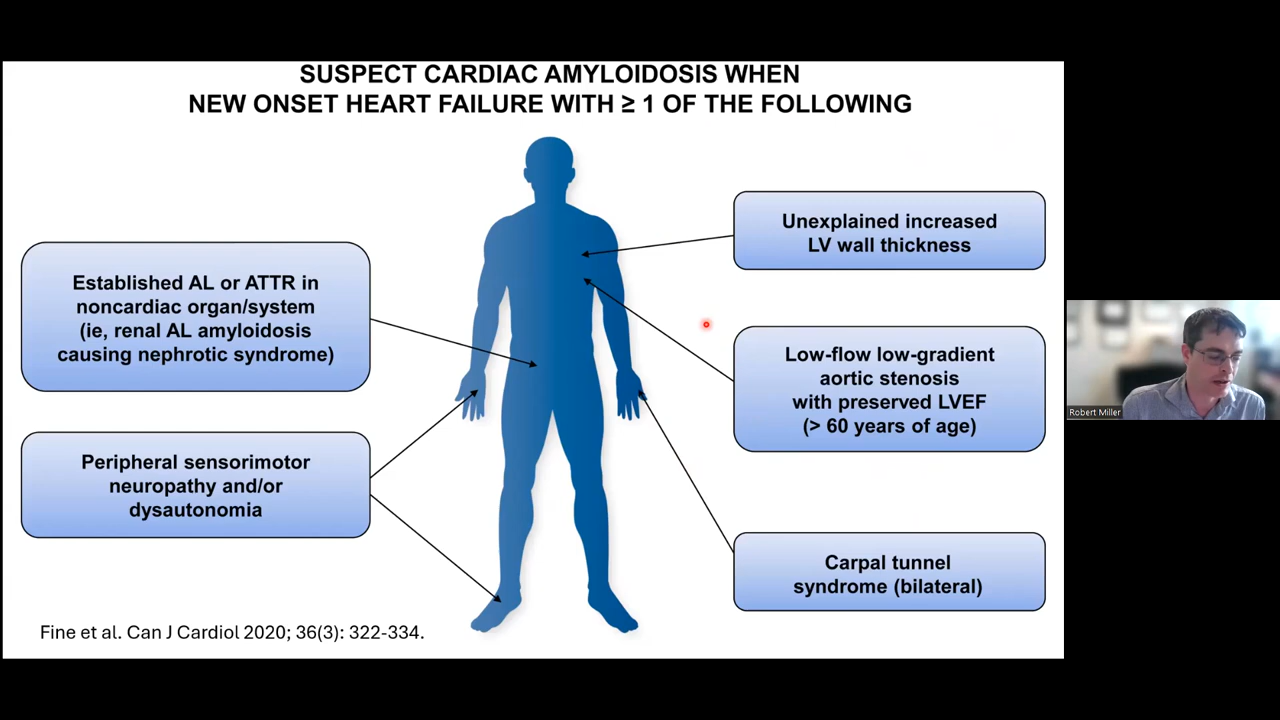 SUSPECT CARDIAC AMYLOIDOSIS WHEN
NEW ONSET HEART FAILURE WITH ≥ 1 OF THE FOLLOWING
Established AL or ATTR in
noncardiac organ/system
(ie, renal AL amyloidosis
causing nephrotic syndrome)
Peripheral sensorimotor
neuropathy and/or
dysautonomia
Unexplained increased
LV wall thickness
Low-flow low-gradient
aortic stenosis
with preserved LVEF
(> 60 years of age)
Carpal tunnel
syndrome (bilateral)
Fine et al. Can J Cardiol 2020; 36(3): 322-334.
Robert Miller